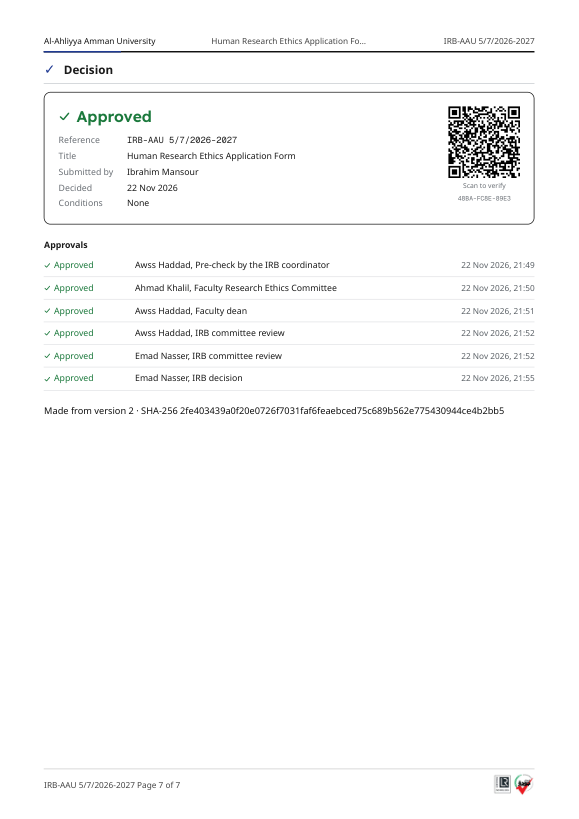 Al-Ahliyya Amman University Human Research Ethics Application Fo... IRB-AAU 5/7/2026-2027
✓ Decision
✓ Approved
Reference IRB-AAU 5/7/2026-2027
Title Human Research Ethics Application Form
Submitted by Ibrahim Mansour
Decided 22 Nov 2026
Conditions None
Scan to verify
4BBA-FC8E-89E3
Approvals
✓ Approved Awss Haddad, Pre-check by the IRB coordinator 22 Nov 2026, 21:49
✓ Approved Ahmad Khalil, Faculty Research Ethics Committee 22 Nov 2026, 21:50
✓ Approved Awss Haddad, Faculty dean 22 Nov 2026, 21:51
✓ Approved Awss Haddad, IRB committee review 22 Nov 2026, 21:52
✓ Approved Emad Nasser, IRB committee review 22 Nov 2026, 21:52
✓ Approved Emad Nasser, IRB decision 22 Nov 2026, 21:55
Made from version 2 · SHA-256 2fe403439a0f20e0726f7031faf6feaebced75c689b562e775430944ce4b2bb5
IRB-AAU 5/7/2026-2027 Page 7 of 7